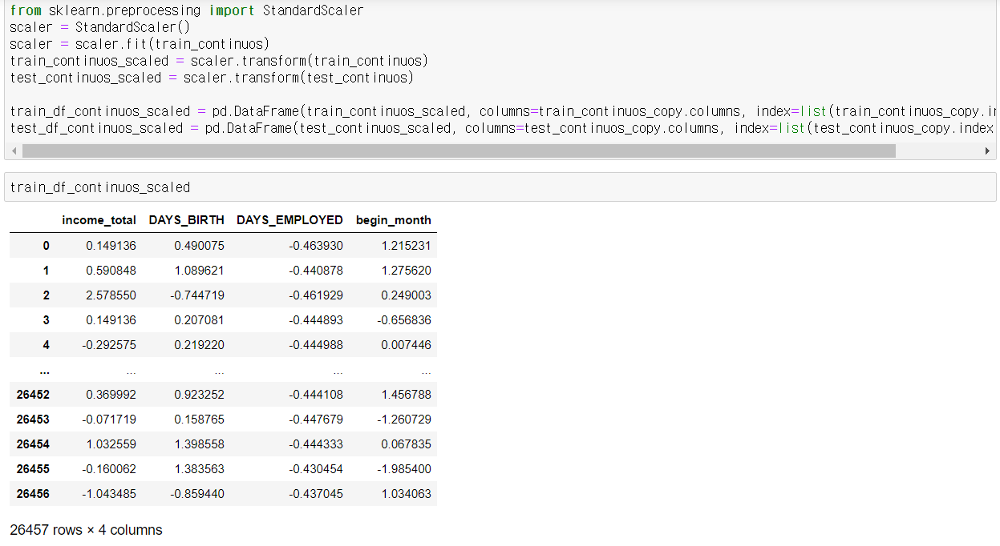 from sklearn.preprocessing import StandardScaler
scaler = StandardScaler()
scaler = scaler.fit(train_continuos)
train_continuos_scaled = scaler.transform(train_continuos)
test_continuos_scaled = scaler.transform(test_continuos)
train_df_continuos_scaled = pd.DataFrame(train_continuos_scaled, columns=train_continuos_copy.columns, index=list(train_continuos_copy.
test_df_continuos_scaled = pd.DataFrame(test_continuos_scaled, columns=test_continuos_copy.columns, index=list(test_continuos_copy.index
train_df_continuos_scaled
income_total DAYS_BIRTH DAYS_EMPLOYED begin_month
0 0.149136 0.490075 -0.463930 1.215231
1 0.590848 1.089621 -0.440878 1.275620
2 2.578550 -0.744719 -0.461929 0.249003
3 0.149136 0.207081 -0.444893 -0.656836
4 -0.292575 0.219220 -0.444988 0.007446
... ... ... ... ...
26452 0.369992 0.923252 -0.444108 1.456788
26453 -0.071719 0.158765 -0.447679 -1.260729
26454 1.032559 1.398558 -0.444333 0.067835
26455 -0.160062 1.383563 -0.430454 -1.985400
26456 -1.043485 -0.859440 -0.437045 1.034063
26457 rows × 4 columns